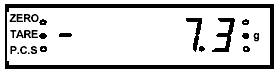 ZERO
TARE - 7.3 g
P.C.S